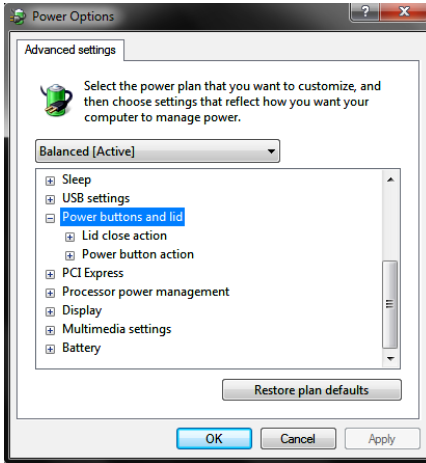 Power Options
Advanced settings
Select the power plan that you want to customize, and
then choose settings that reflect how you want your
computer to manage power.
Balanced [Active]
Sleep
USB settings
Power buttons and lid
Lid close action
Power button action
PCI Express
Processor power management
Display
Multimedia settings
Battery
Restore plan defaults
OK Cancel Apply